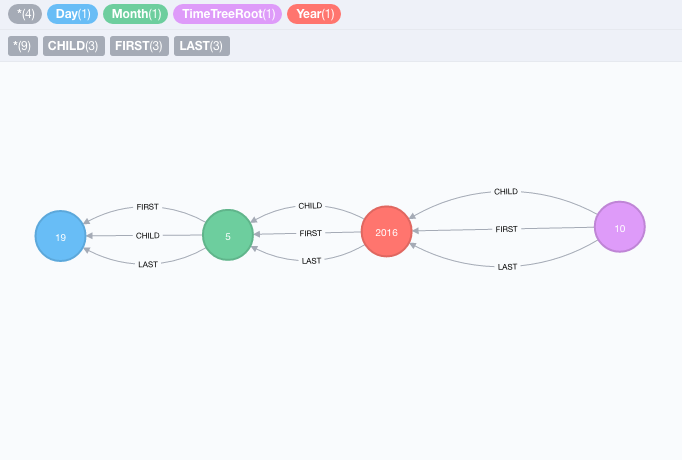 *(4) Day(1) Month(1) TimeTreeRoot(1) Year(1)
*(9) CHILD(3) FIRST(3) LAST(3)
FIRST CHILD CHILD
19 CHILD 5 FIRST 2016 FIRST 10
LAST LAST LAST